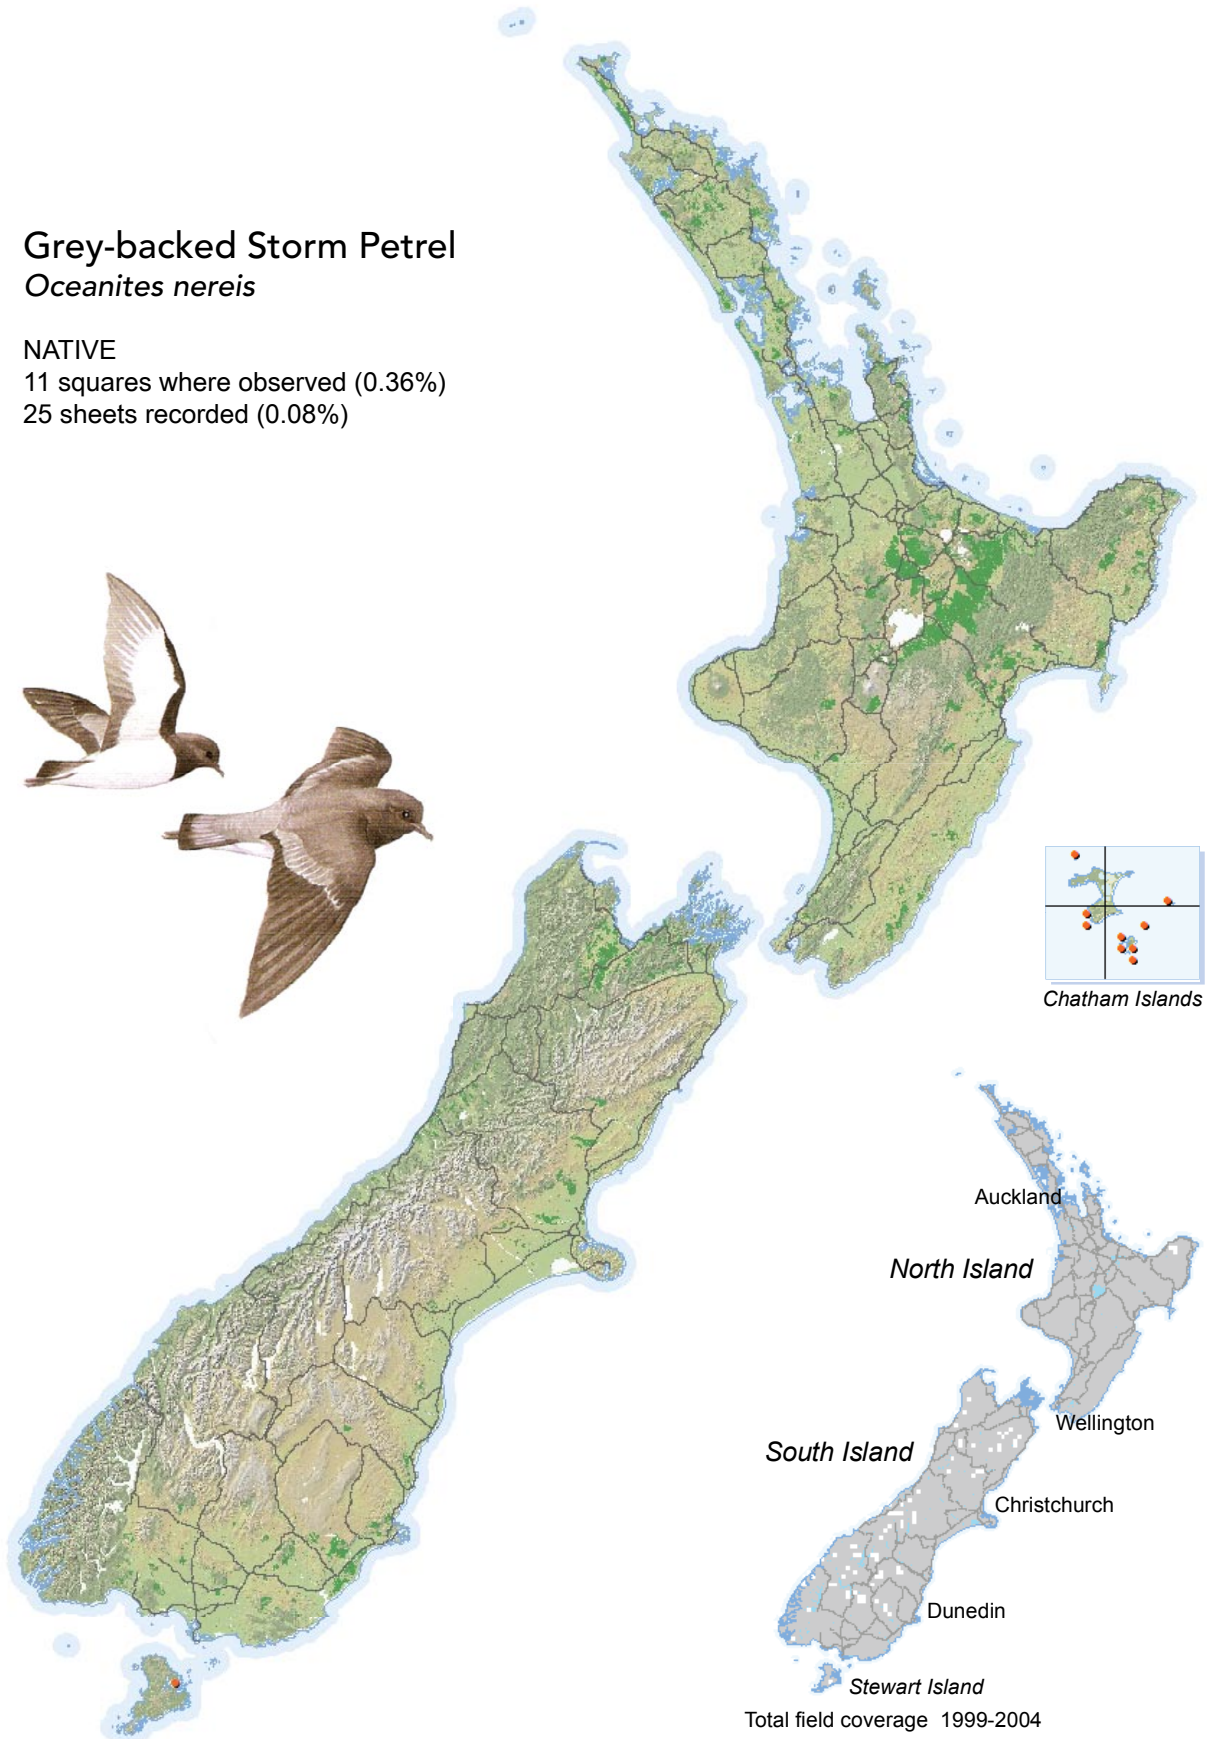 Grey-backed Storm Petrel
Oceanites nereis
NATIVE
11 squares where observed (0.36%)
25 sheets recorded (0.08%)
Chatham Islands
Auckland
North Island
Wellington
South Island
Christchurch
Dunedin
Stewart Island
Total field coverage 1999-2004